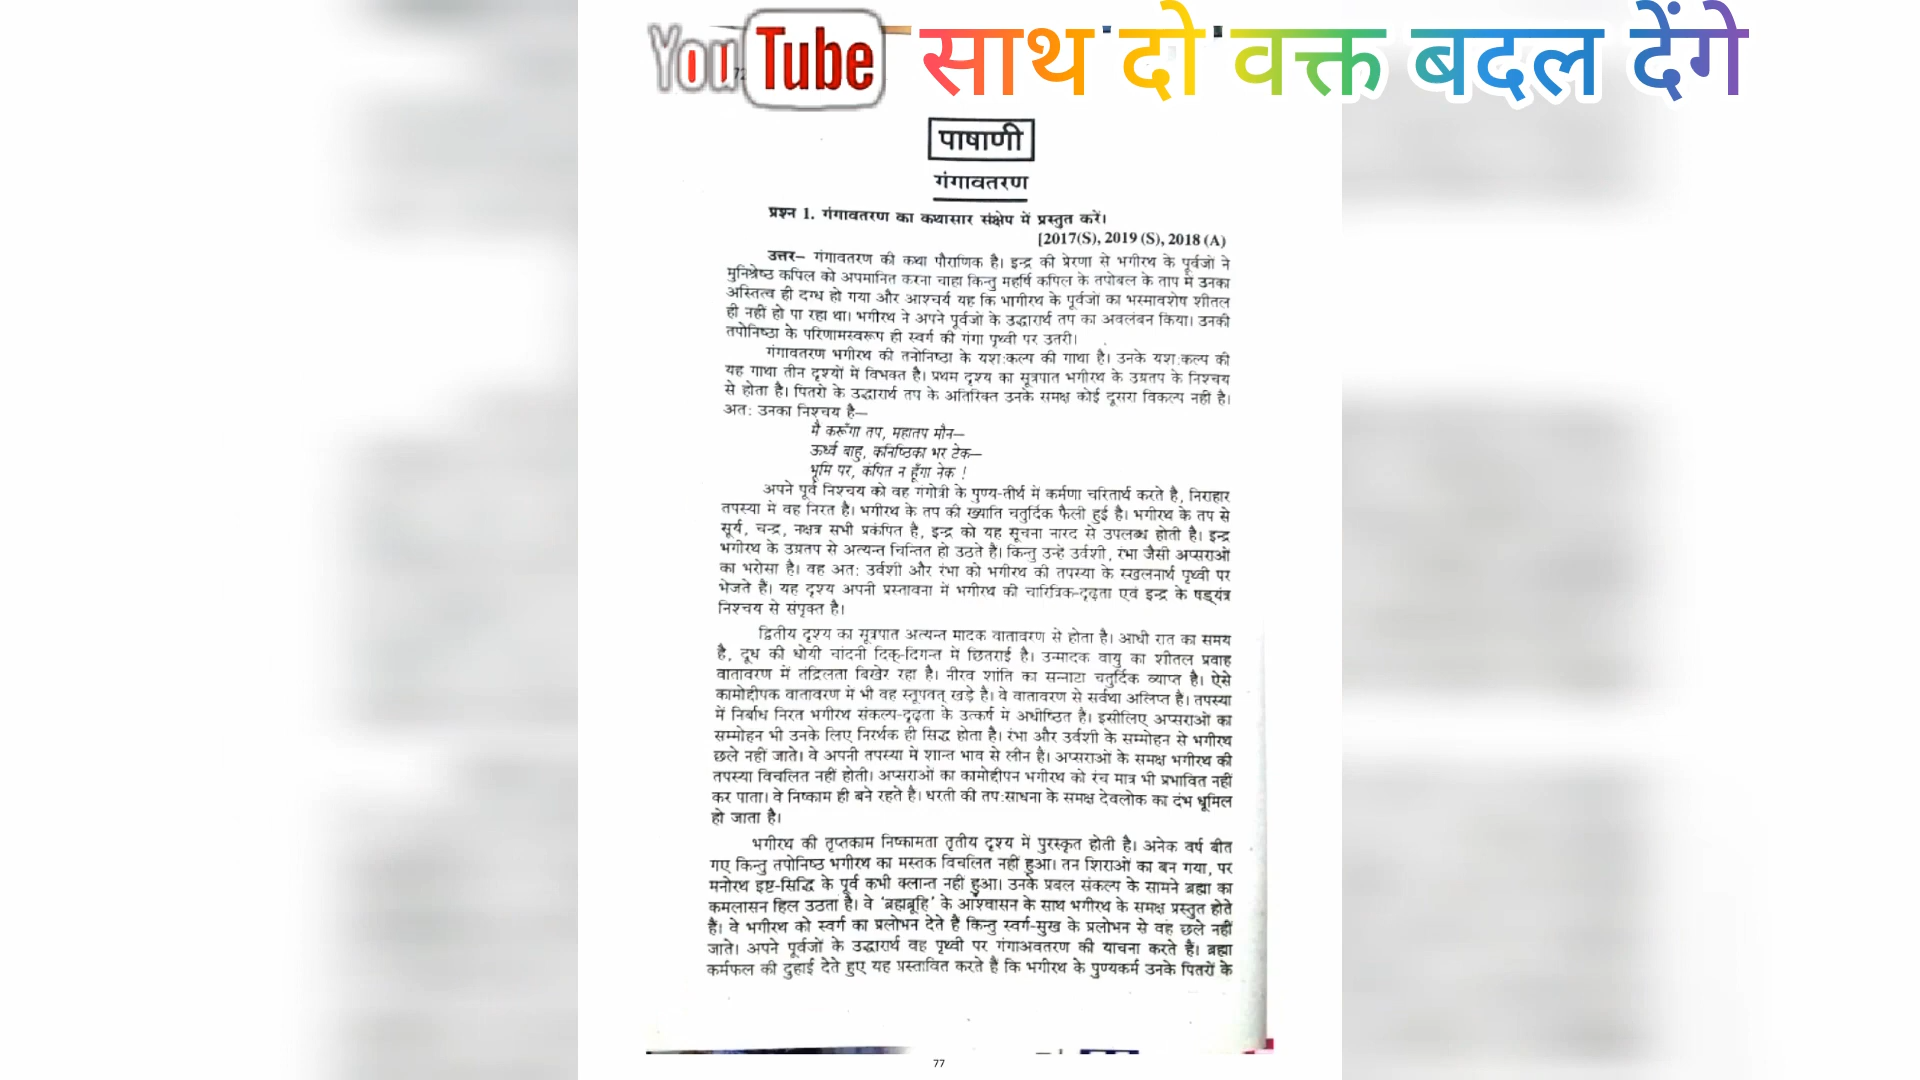 YouTube साथ दो वक्त बदल देंगे
पाषाणी
गंगावतरण
प्रश्न 1. गंगावतरण का कथासार संक्षेप में प्रस्तुत करें।
[2017(S), 2019 (S), 2018 (A)
उत्तर– गंगावतरण की कथा पौराणिक है। इन्द्र की प्रेरणा से भगीरथ के पूर्वजों ने
मुनिश्रेष्ठ कपिल को अपमानित करना चाहा किन्तु महर्षि कपिल के तपोबल के ताप में उनका
अस्तित्व ही दग्ध हो गया और आश्चर्य यह कि भागीरथ के पूर्वजों का भस्मावशेष शीतल
ही नहीं हो पा रहा था। भगीरथ ने अपने पूर्वजों के उद्धारार्थ तप का अवलंबन किया। उनकी
तपोनिष्ठा के परिणामस्वरूप ही स्वर्ग की गंगा पृथ्वी पर उतरी।
गंगावतरण भगीरथ की तनोनिष्ठा के यश:कल्प की गाथा है। उनके यश:कल्प की
यह गाथा तीन दृश्यों में विभक्त है। प्रथम दृश्य का सूत्रपात भगीरथ के उग्रतप के निश्चय
से होता है। पितरो के उद्धारार्थ तप के अतिरिक्त उनके समक्ष कोई दूसरा विकल्प नही है।
अत: उनका निश्चय है—
मै करूँगा तप, महातप मौन—
ऊर्ध्व बाहु, कनिष्ठिका भर टेक—
भूमि पर, कंपित न हूँगा नेक !
अपने पूर्व निश्चय को वह गंगोत्री के पुण्य-तीर्थ में कर्मणा चरितार्थ करते है, निराहार
तपस्या मे वह निरत है। भगीरथ के तप की ख्याति चतुर्दिक फैली हुई है। भगीरथ के तप से
सूर्य, चन्द्र, नक्षत्र सभी प्रकंपित है, इन्द्र को यह सूचना नारद से उपलब्ध होती है। इन्द्र
भगीरथ के उग्रतप से अत्यन्त चिन्तित हो उठते है। किन्तु उन्हे उर्वशी, रंभा जैसी अप्सराओं
का भरोसा है। वह अत: उर्वशी और रंभा को भगीरथ की तपस्या के स्खलनार्थ पृथ्वी पर
भेजते हैं। यह दृश्य अपनी प्रस्तावना में भगीरथ की चारित्रिक-दृढ़ता एवं इन्द्र के षड्यंत्र
निश्चय से संपृक्त है।
द्वितीय दृश्य का सूत्रपात अत्यन्त मादक वातावरण से होता है। आधी रात का समय
है, दूध की धोयी चांदनी दिक्-दिगन्त में छितराई है। उन्मादक वायु का शीतल प्रवाह
वातावरण में तंद्रिलता बिखेर रहा है। नीरव शांति का सन्नाटा चतुर्दिक व्याप्त है। ऐसे
कामोद्दीपक वातावरण मे भी वह स्तूपवत् खड़े है। वे वातावरण से सर्वथा अलिप्त है। तपस्या
में निर्बाध निरत भगीरथ संकल्प-दृढ़ता के उत्कर्ष मे अधीष्ठित है। इसीलिए अप्सराओं का
सम्मोहन भी उनके लिए निरर्थक ही सिद्ध होता है। रंभा और उर्वशी के सम्मोहन से भगीरथ
छले नहीं जाते। वे अपनी तपस्या में शान्त भाव से लीन है। अप्सराओं के समक्ष भगीरथ की
तपस्या विचलित नहीं होती। अप्सराओं का कामोद्दीपन भगीरथ को रंच मात्र भी प्रभावित नहीं
कर पाता। वे निष्काम ही बने रहते है। धरती की तप:साधना के समक्ष देवलोक का दंभ धूमिल
हो जाता है।
भगीरथ की तृप्तकाम निष्कामता तृतीय दृश्य में पुरस्कृत होती है। अनेक वर्ष बीत
गए किन्तु तपोनिष्ठ भगीरथ का मस्तक विचलित नहीं हुआ। तन शिराओं का बन गया, पर
मनोरथ इष्ट-सिद्धि के पूर्व कभी क्लान्त नहीं हुआ। उनके प्रबल संकल्प के सामने ब्रह्मा का
कमलासन हिल उठता है। वे 'ब्रह्मब्रूहि' के आश्वासन के साथ भगीरथ के समक्ष प्रस्तुत होते
हैं। वे भगीरथ को स्वर्ग का प्रलोभन देते हैं किन्तु स्वर्ग-सुख के प्रलोभन से वह छले नहीं
जाते। अपने पूर्वजों के उद्धारार्थ वह पृथ्वी पर गंगाअवतरण की याचना करते है। ब्रह्मा
कर्मफल की दुहाई देते हुए यह प्रस्तावित करते हैं कि भगीरथ के पुण्यकर्म उनके पितरों के
77